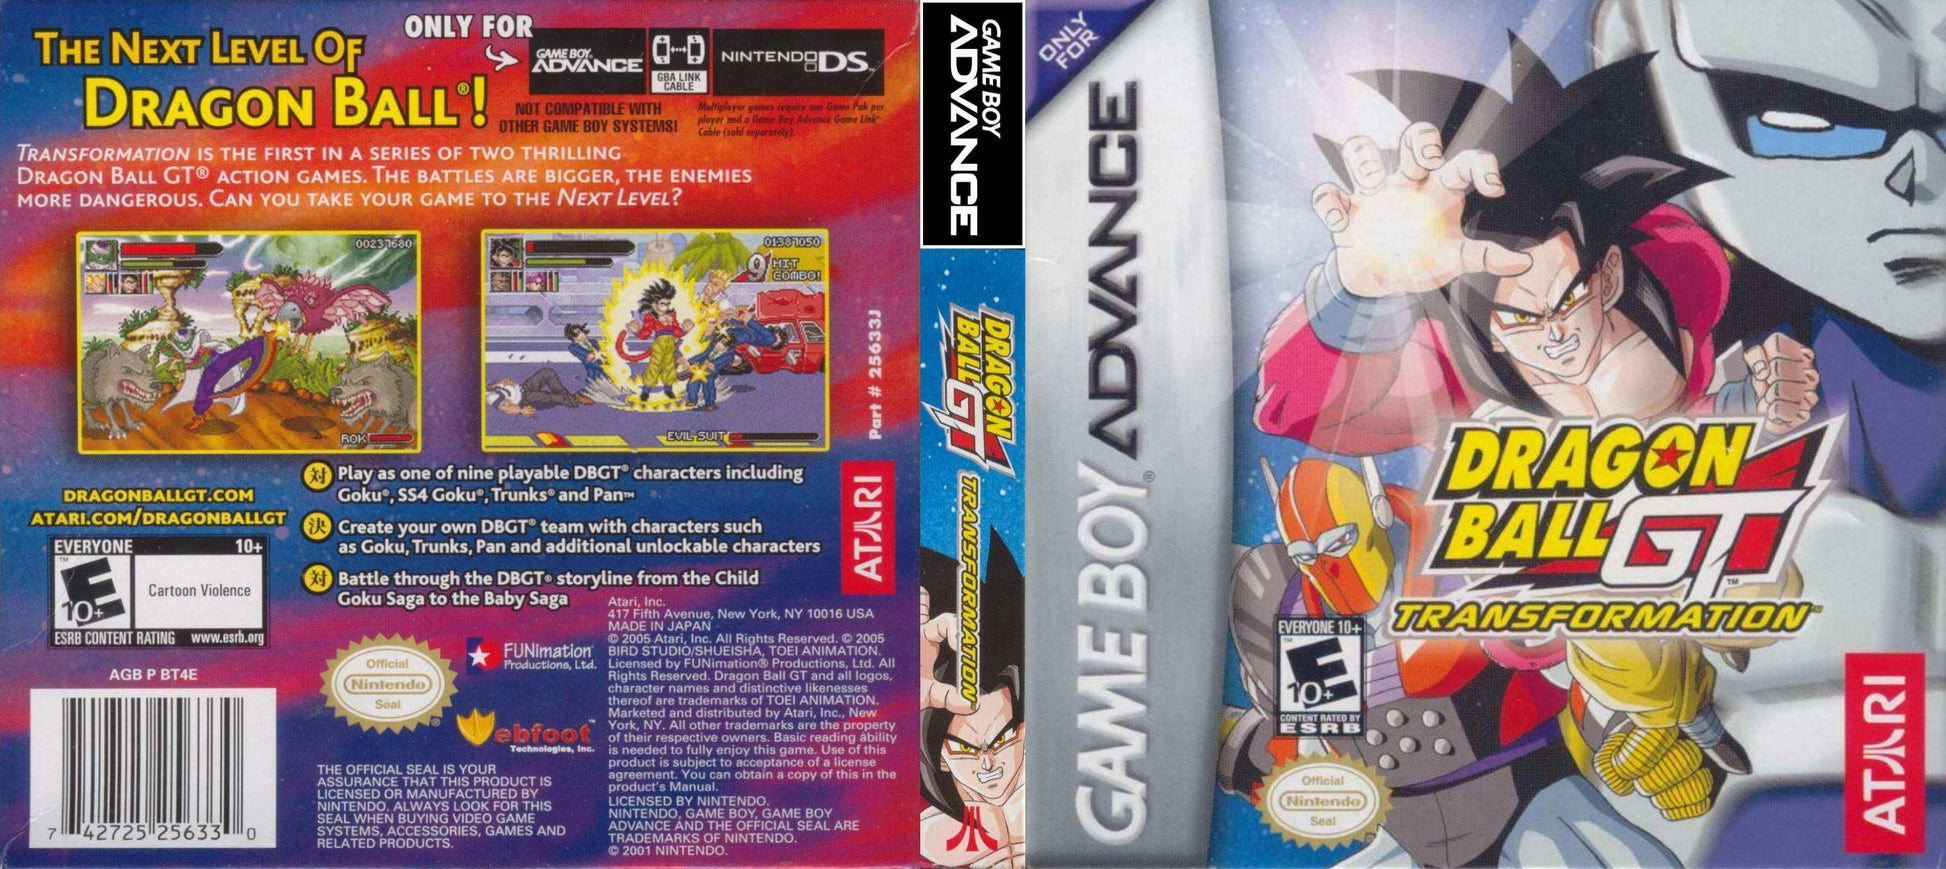 THE NEXT LEVEL OF
DRAGON BALL®!
ONLY FOR
GAME BOY
ADVANCE
GBA LINK
CABLE
NINTENDO DS™
NOT COMPATIBLE WITH
OTHER GAME BOY SYSTEMS!
Multiplayer games require one Game Pak per
player and a Game Boy Advance Game Link®
Cable (sold separately).
TRANSFORMATION IS THE FIRST IN A SERIES OF TWO THRILLING
DRAGON BALL GT® ACTION GAMES. THE BATTLES ARE BIGGER, THE ENEMIES
MORE DANGEROUS. CAN YOU TAKE YOUR GAME TO THE NEXT LEVEL?
00237680
ROK
01387050
9 HIT
COMBO!
EVIL SUIT
Part # 25633J
DRAGONBALLGT.COM
ATARI.COM/DRAGONBALLGT
対 Play as one of nine playable DBGT® characters including
Goku®, SS4 Goku®, Trunks® and Pan™
決 Create your own DBGT® team with characters such
as Goku, Trunks, Pan and additional unlockable characters
対 Battle through the DBGT® storyline from the Child
Goku Saga to the Baby Saga
ATARI
EVERYONE 10+
E
10+
™
Cartoon Violence
ESRB CONTENT RATING www.esrb.org
AGB P BT4E
7 42725 25633 0
Official
Nintendo
Seal
®
FUNimation®
Productions, Ltd.
Webfoot™
Technologies, Inc.
THE OFFICIAL SEAL IS YOUR
ASSURANCE THAT THIS PRODUCT IS
LICENSED OR MANUFACTURED BY
NINTENDO. ALWAYS LOOK FOR THIS
SEAL WHEN BUYING VIDEO GAME
SYSTEMS, ACCESSORIES, GAMES AND
RELATED PRODUCTS.
Atari, Inc.
417 Fifth Avenue, New York, NY 10016 USA
MADE IN JAPAN
© 2005 Atari, Inc. All Rights Reserved. © 2005
BIRD STUDIO/SHUEISHA, TOEI ANIMATION.
Licensed by FUNimation® Productions, Ltd. All
Rights Reserved. Dragon Ball GT and all logos,
character names and distinctive likenesses
thereof are trademarks of TOEI ANIMATION.
Marketed and distributed by Atari, Inc., New
York, NY. All other trademarks are the property
of their respective owners. Basic reading ability
is needed to fully enjoy this game. Use of this
product is subject to acceptance of a license
agreement. You can obtain a copy of this in the
product's Manual.
LICENSED BY NINTENDO.
NINTENDO, GAME BOY, GAME BOY
ADVANCE AND THE OFFICIAL SEAL ARE
TRADEMARKS OF NINTENDO.
© 2001 NINTENDO.
GAME BOY
ADVANCE
DRAGON
BALL GT
TRANSFORMATION™
ONLY
FOR
GAME BOY ADVANCE®
DRAGON
BALL GT™
TRANSFORMATION™
EVERYONE 10+
™
E
10+
CONTENT RATED BY
ESRB
Official
Nintendo
Seal
ATARI